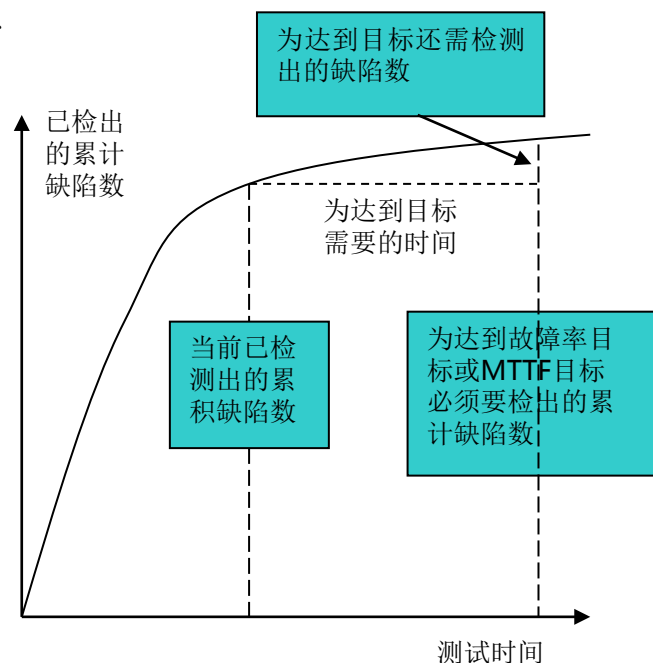 为达到目标还需检测
出的缺陷数
已检出
的累计
缺陷数
为达到目标
需要的时间
当前已检
测出的累
积缺陷数
为达到故障率目
标或MTTF目标
必须要检出的累
计缺陷数
测试时间